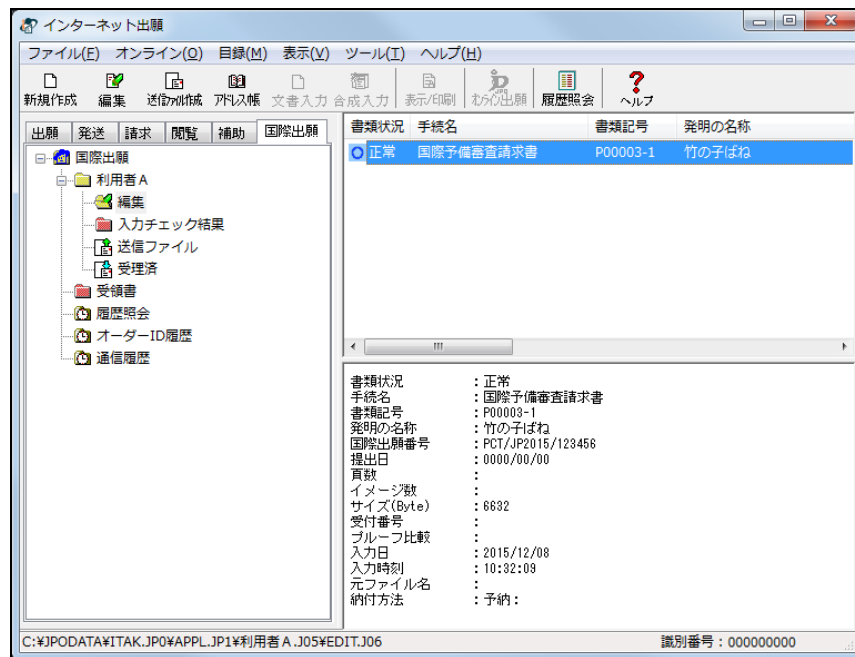 インターネット出願
ファイル(F) オンライン(O) 目録(M) 表示(V) ツール(T) ヘルプ(H)
新規作成 編集 送信ファイル作成 アドレス帳 文書入力 合成入力 表示/印刷 オンライン出願 履歴照会 ヘルプ
出願 発送 請求 閲覧 補助 国際出願
国際出願
利用者A
編集
入力チェック結果
送信ファイル
受理済
受領書
履歴照会
オーダーID履歴
通信履歴
書類状況 手続名 書類記号 発明の名称
正常 国際予備審査請求書 P00003-1 竹の子ばね
書類状況 :正常
手続名 :国際予備審査請求書
書類記号 :P00003-1
発明の名称 :竹の子ばね
国際出願番号 :PCT/JP2015/123456
提出日 :0000/00/00
頁数 :
イメージ数 :
サイズ(Byte) :6632
受付番号 :
プルーフ比較 :
入力日 :2015/12/08
入力時刻 :10:32:09
元ファイル名 :
納付方法 :予納:
C:¥JPODATA¥ITAK.JP0¥APPL.JP1¥利用者A.J05¥EDIT.J06 識別番号:000000000